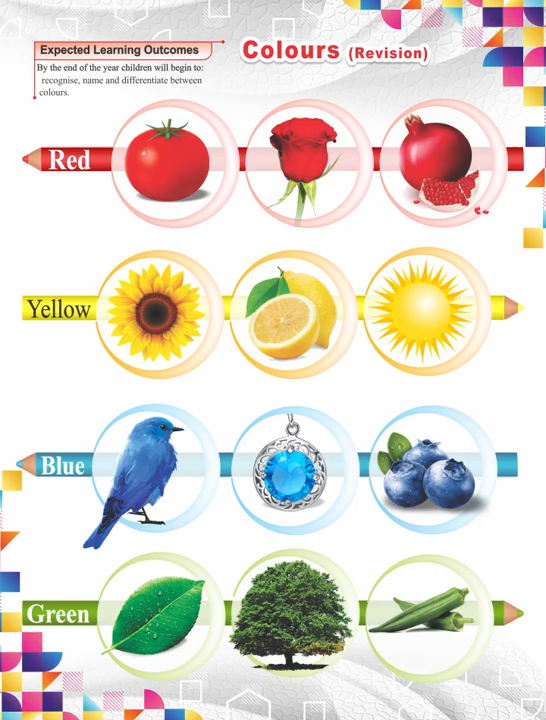 Expected Learning Outcomes
By the end of the year children will begin to:
recognise, name and differentiate between
colours.
Colours (Revision)
Red
Yellow
Blue
Green